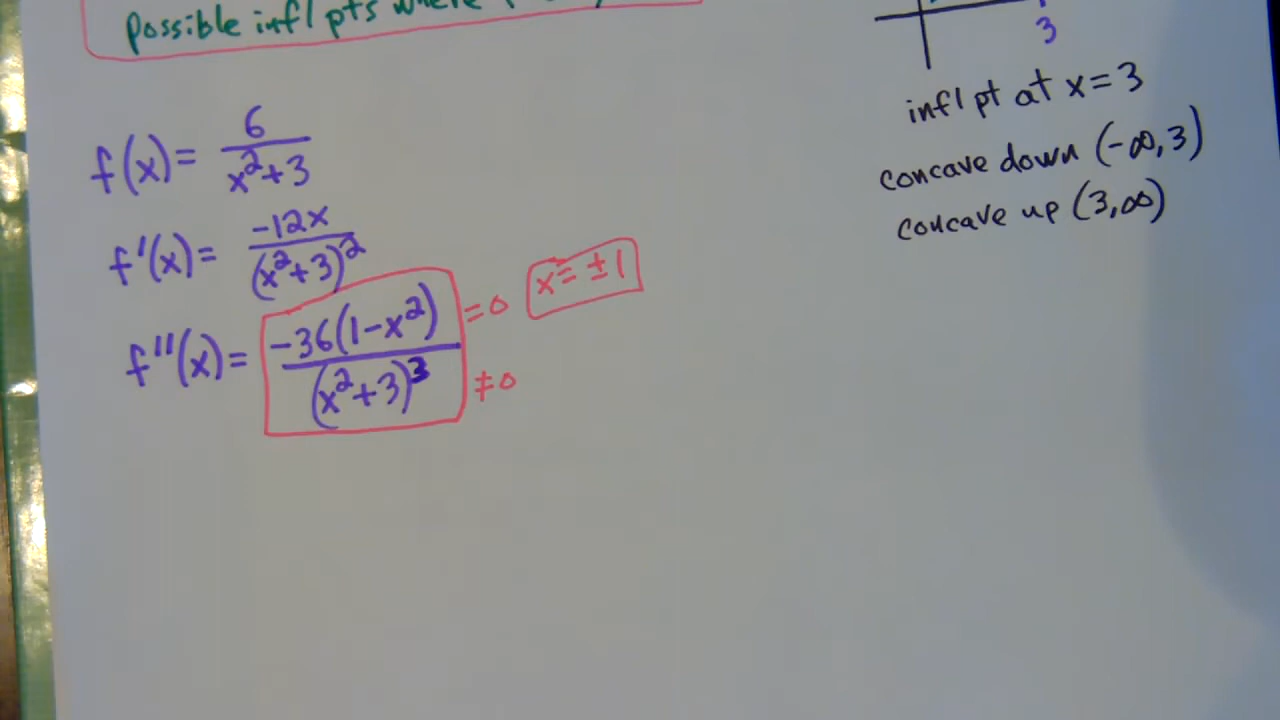 possible infl pts where
f(x) = 6/(x²+3)
f'(x) = -12x/(x²+3)²
f''(x) = -36(1-x²)/(x²+3)³ =0 ≠0
x = ±1
3
infl pt at x=3
concave down (-∞,3)
concave up (3,∞)